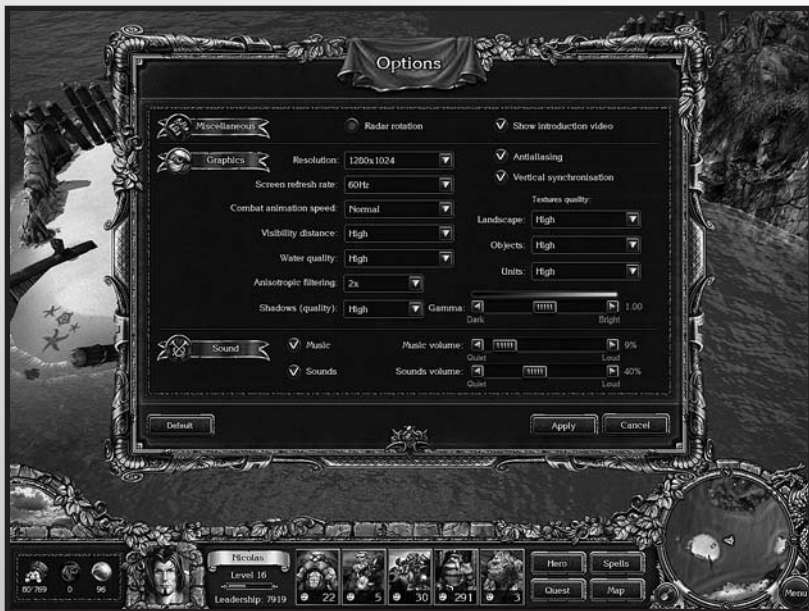 Options
Miscellaneous
Radar rotation
Show introduction video
Graphics
Resolution: 1280x1024
Antialiasing
Screen refresh rate: 60Hz
Vertical synchronisation
Combat animation speed: Normal
Textures quality:
Landscape: High
Visibility distance: High
Objects: High
Water quality: High
Units: High
Anisotropic filtering: 2x
Shadows (quality): High
Gamma: 1.00
Dark Bright
Sound
Music
Music volume: 9%
Quiet Loud
Sounds
Sounds volume: 40%
Quiet Loud
Default
Apply
Cancel
Nicolas
Level 16
Leadership: 7919
80/769
0
96
22
5
30
291
3
Hero
Spells
Quest
Map
Menu